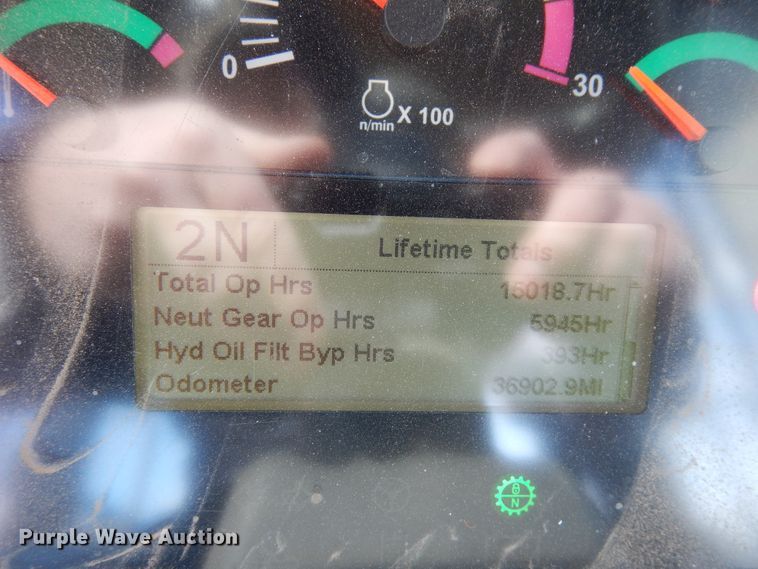 0
30
n/min X 100
2N Lifetime Totals
Total Op Hrs 15018.7Hr
Neut Gear Op Hrs 5945Hr
Hyd Oil Filt Byp Hrs 393Hr
Odometer 36902.9MI
N
Purple Wave Auction